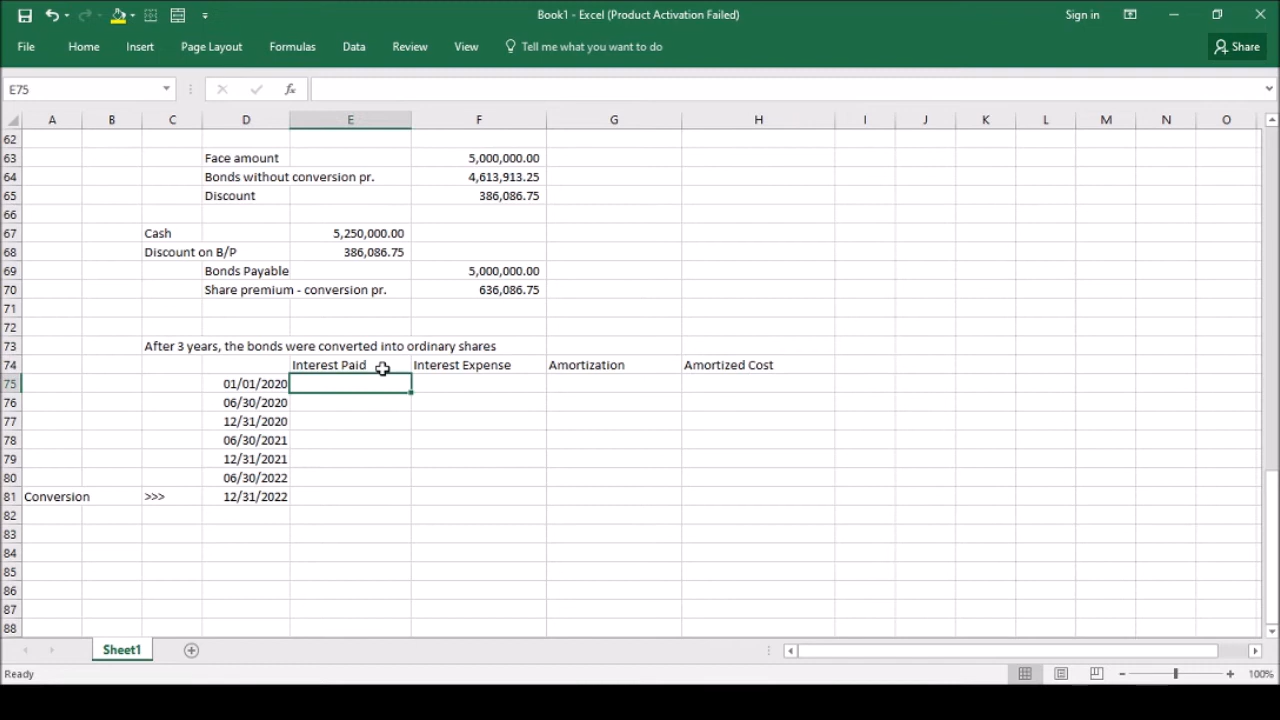 Book1 - Excel (Product Activation Failed)
Sign in
File Home Insert Page Layout Formulas Data Review View Tell me what you want to do Share
E75 fx
A B C D E F G H I J K L M N O
62
63 Face amount 5,000,000.00
64 Bonds without conversion pr. 4,613,913.25
65 Discount 386,086.75
66
67 Cash 5,250,000.00
68 Discount on B/P 386,086.75
69 Bonds Payable 5,000,000.00
70 Share premium - conversion pr. 636,086.75
71
72
73 After 3 years, the bonds were converted into ordinary shares
74 Interest Paid Interest Expense Amortization Amortized Cost
75 01/01/2020
76 06/30/2020
77 12/31/2020
78 06/30/2021
79 12/31/2021
80 06/30/2022
81 Conversion >>> 12/31/2022
82
83
84
85
86
87
88
Sheet1
Ready 100%